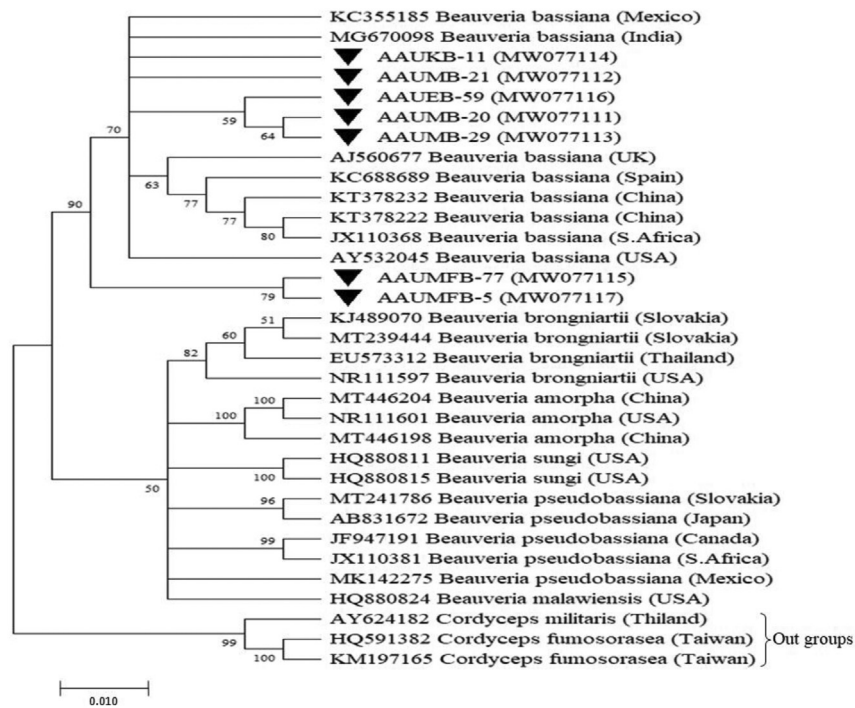 KC355185 Beauveria bassiana (Mexico)
MG670098 Beauveria bassiana (India)
AAUKB-11 (MW077114)
AAUMB-21 (MW077112)
AAUEB-59 (MW077116)
59
AAUMB-20 (MW077111)
64
AAUMB-29 (MW077113)
70
AJ560677 Beauveria bassiana (UK)
63
KC688689 Beauveria bassiana (Spain)
77
KT378232 Beauveria bassiana (China)
77
KT378222 Beauveria bassiana (China)
80
JX110368 Beauveria bassiana (S.Africa)
90
AY532045 Beauveria bassiana (USA)
AAUMFB-77 (MW077115)
79
AAUMFB-5 (MW077117)
51
KJ489070 Beauveria brongniartii (Slovakia)
60
MT239444 Beauveria brongniartii (Slovakia)
82
EU573312 Beauveria brongniartii (Thailand)
NR111597 Beauveria brongniartii (USA)
100
MT446204 Beauveria amorpha (China)
100
NR111601 Beauveria amorpha (USA)
MT446198 Beauveria amorpha (China)
HQ880811 Beauveria sungi (USA)
100
HQ880815 Beauveria sungi (USA)
50
96
MT241786 Beauveria pseudobassiana (Slovakia)
AB831672 Beauveria pseudobassiana (Japan)
99
JF947191 Beauveria pseudobassiana (Canada)
JX110381 Beauveria pseudobassiana (S.Africa)
MK142275 Beauveria pseudobassiana (Mexico)
HQ880824 Beauveria malawiensis (USA)
AY624182 Cordyceps militaris (Thiland)
99
HQ591382 Cordyceps fumosorasea (Taiwan)
Out groups
100
KM197165 Cordyceps fumosorasea (Taiwan)
0.010